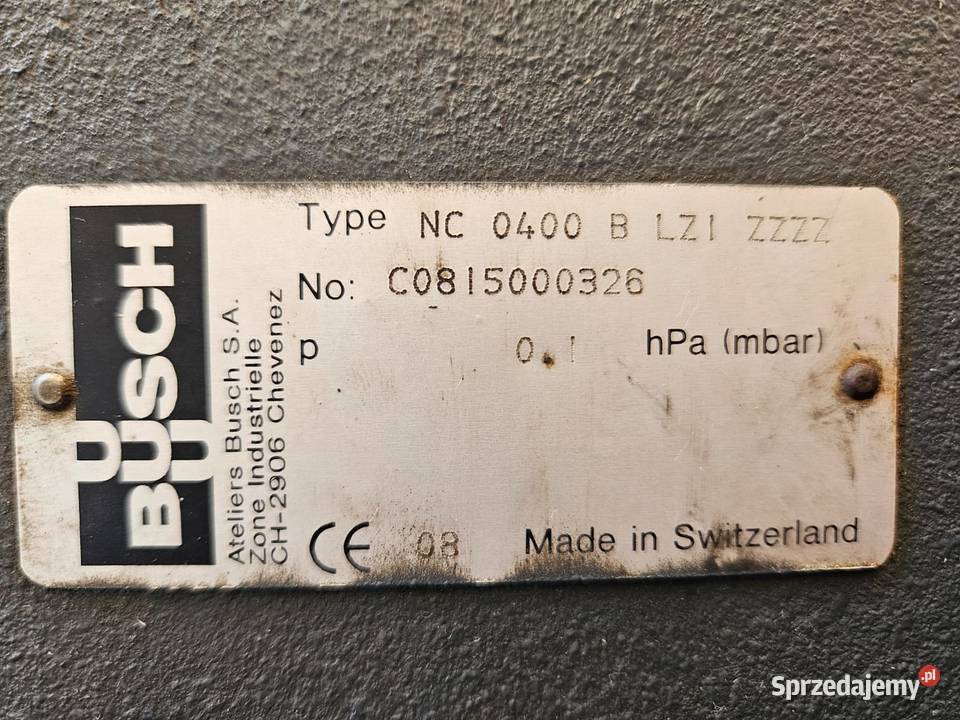 BUSCH
Ateliers Busch S.A.
Zone Industrielle
CH-2906 Chevenez
Type NC 0400 B LZI ZZZZ
No: C0815000326
p 0.1 hPa (mbar)
CE 08 Made in Switzerland
Sprzedajemy.pl